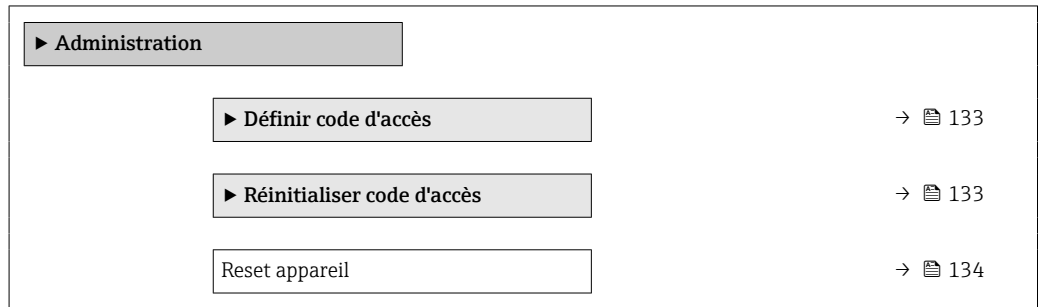 ▶ Administration
▶ Définir code d'accès → 133
▶ Réinitialiser code d'accès → 133
Reset appareil → 134